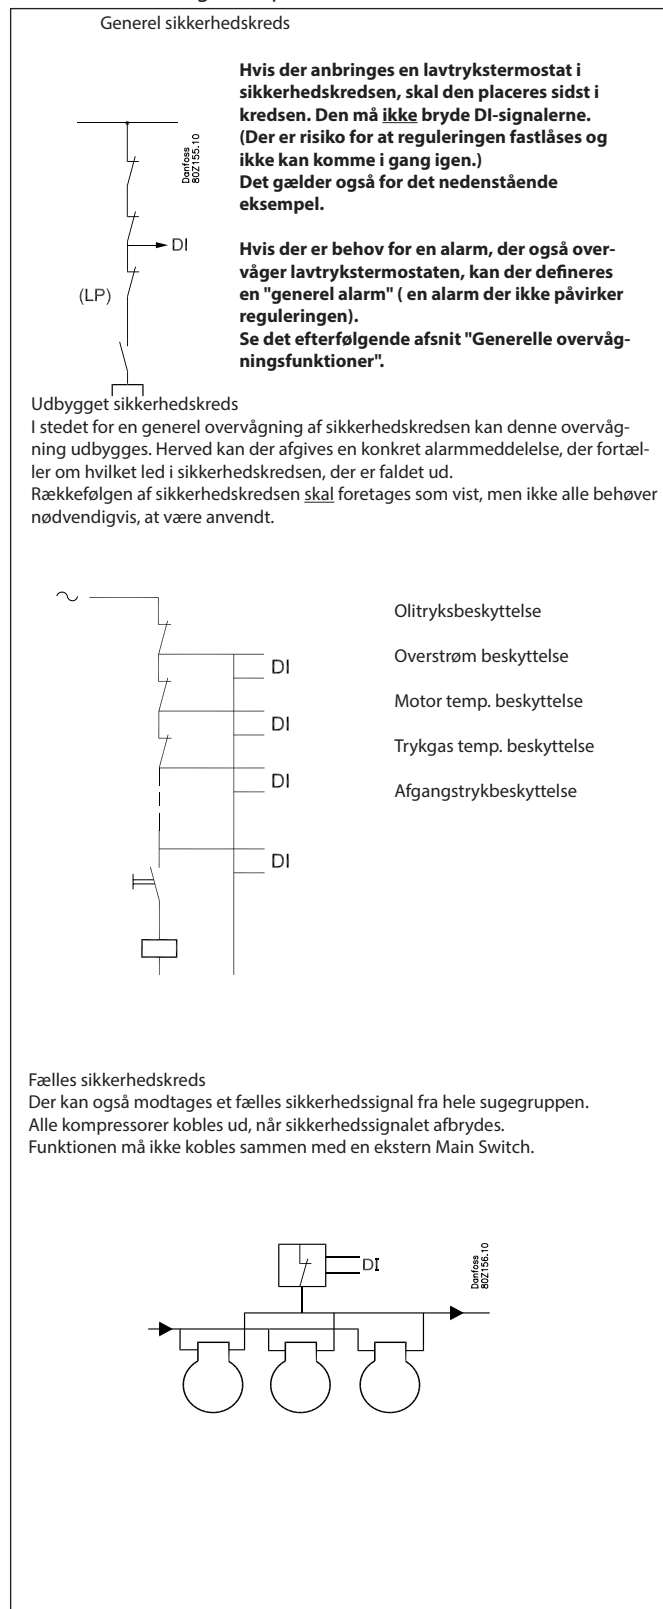 Generel sikkerhedskreds
Hvis der anbringes en lavtrykstermostat i
sikkerhedskredsen, skal den placeres sidst i
kredsen. Den må ikke bryde DI-signalerne.
(Der er risiko for at reguleringen fastlåses og
ikke kan komme i gang igen.)
Det gælder også for det nedenstående
eksempel.
Danfoss
80Z155.10
DI
(LP)
Hvis der er behov for en alarm, der også over-
våger lavtrykstermostaten, kan der defineres
en "generel alarm" ( en alarm der ikke påvirker
reguleringen).
Se det efterfølgende afsnit "Generelle overvåg-
ningsfunktioner".
Udbygget sikkerhedskreds
I stedet for en generel overvågning af sikkerhedskredsen kan denne overvåg-
ning udbygges. Herved kan der afgives en konkret alarmmeddelelse, der fortæl-
ler om hvilket led i sikkerhedskredsen, der er faldet ud.
Rækkefølgen af sikkerhedskredsen skal foretages som vist, men ikke alle behøver
nødvendigvis, at være anvendt.
Olitryksbeskyttelse
Overstrøm beskyttelse
Motor temp. beskyttelse
Trykgas temp. beskyttelse
Afgangstrykbeskyttelse
DI
DI
DI
DI
Fælles sikkerhedskreds
Der kan også modtages et fælles sikkerhedssignal fra hele sugegruppen.
Alle kompressorer kobles ud, når sikkerhedssignalet afbrydes.
Funktionen må ikke kobles sammen med en ekstern Main Switch.
DI
Danfoss
80Z156.10